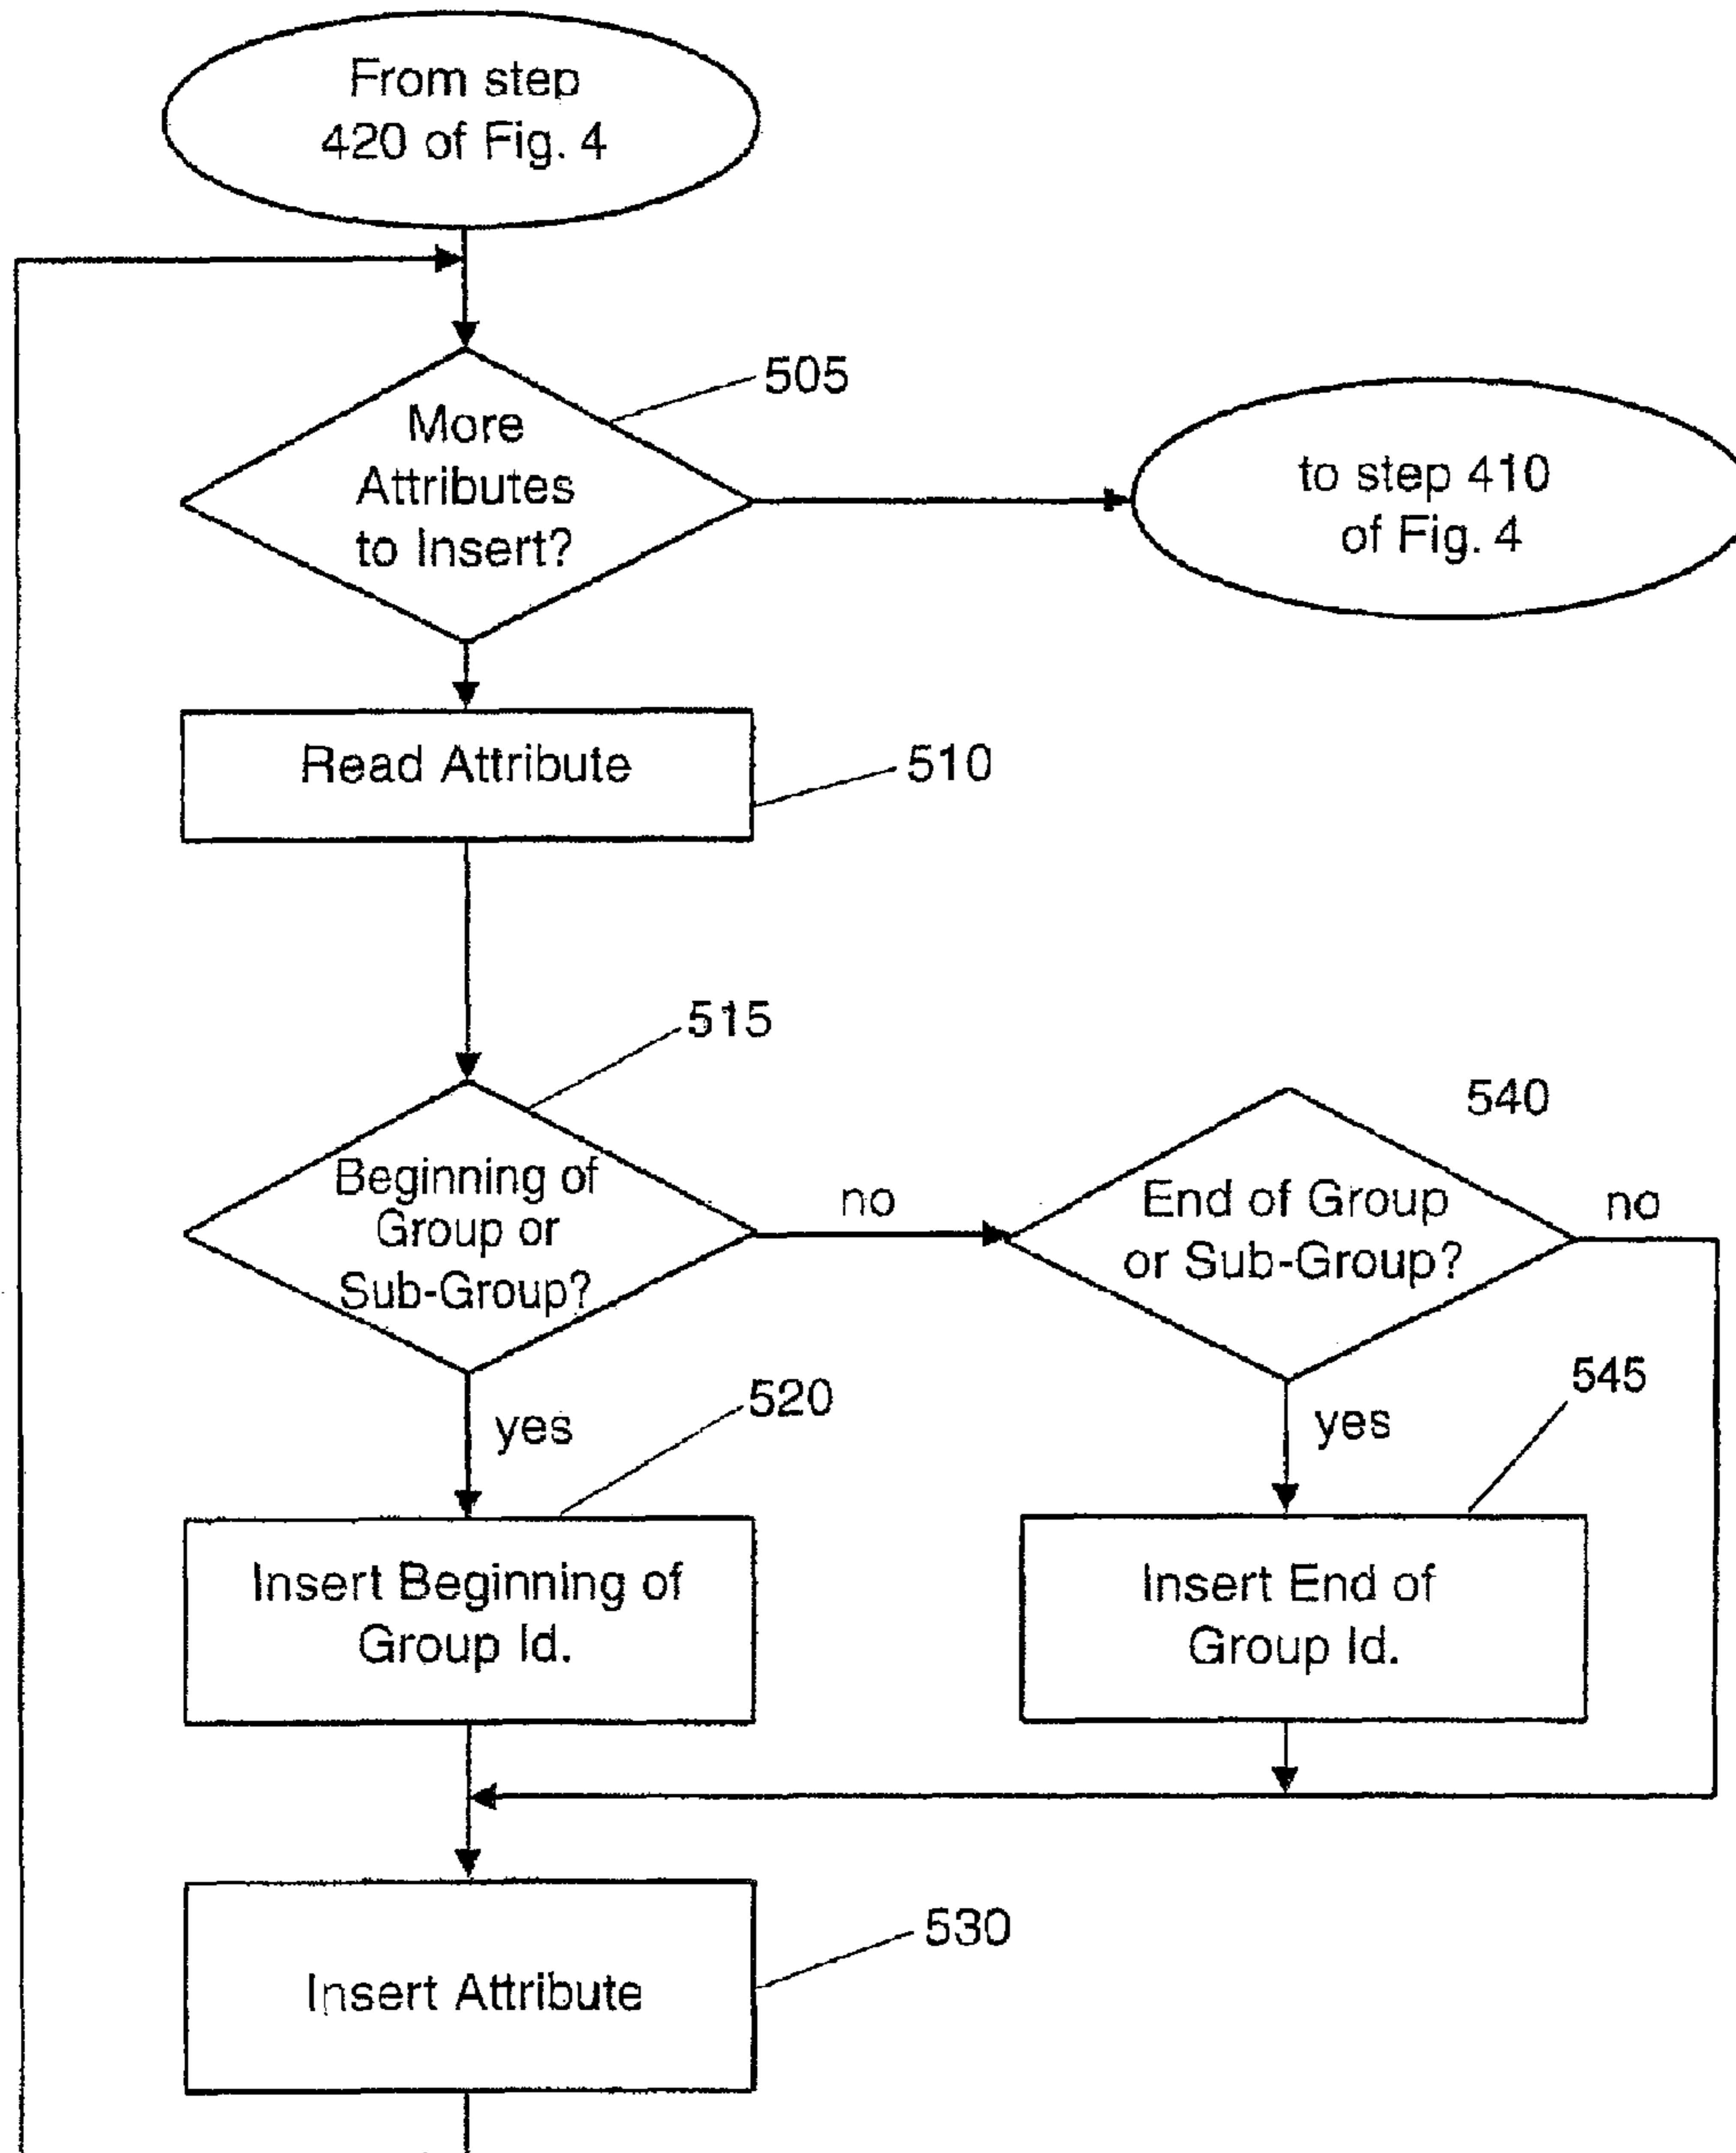 From step
420 of Fig. 4
505
More
Attributes
to Insert?
to step 410
of Fig. 4
Read Attribute
510
515
540
Beginning of
Group or
Sub-Group?
no
End of Group
or Sub-Group?
no
520
yes
545
yes
Insert Beginning of
Group Id.
Insert End of
Group Id.
530
Insert Attribute